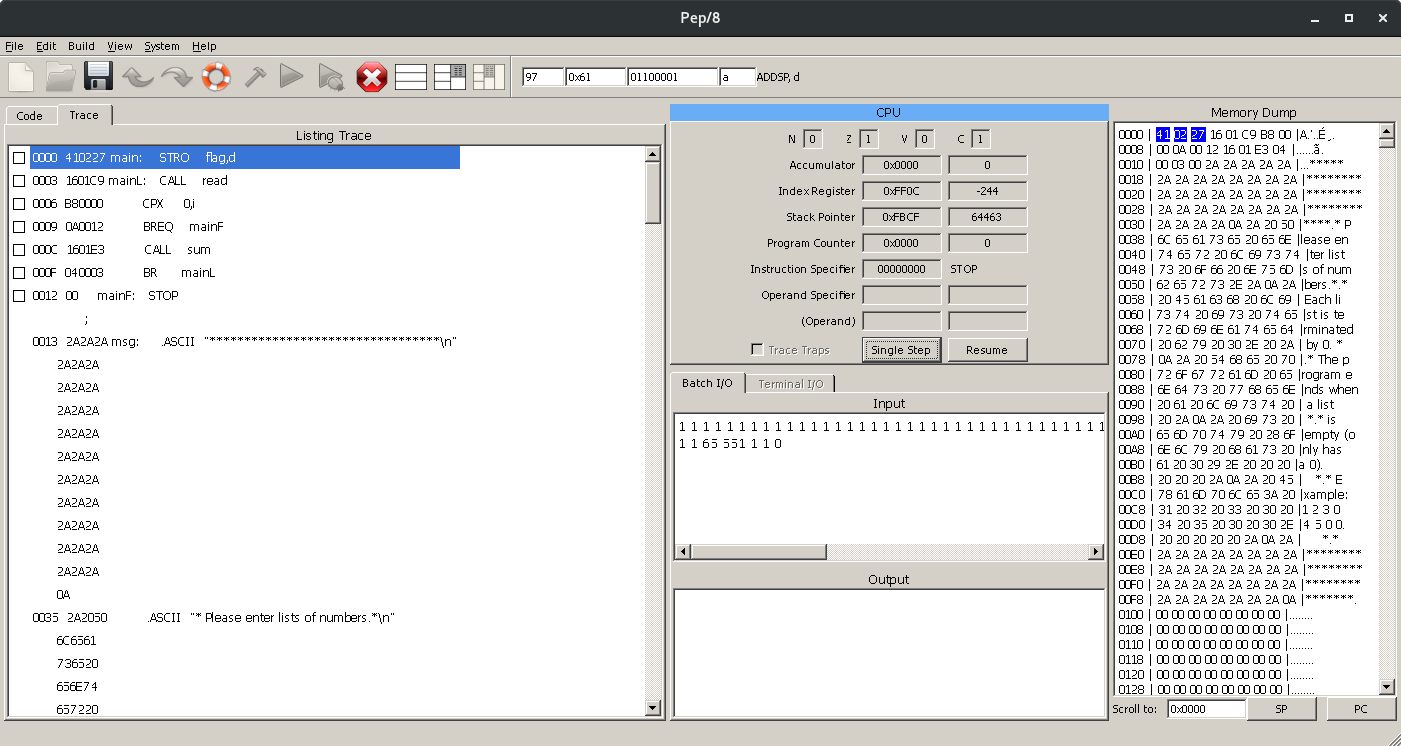 Pep/8
File Edit Build View System Help
97 0x61 01100001 a ADDSP, d
Code Trace
Listing Trace
0000 410227 main: STRO flag,d
0003 1601C9 mainL: CALL read
0006 B80000 CPX 0,i
0009 0A0012 BREQ mainF
000C 1601E3 CALL sum
000F 040003 BR mainL
0012 00 mainF: STOP
;
0013 2A2A2A msg: .ASCII "*********************************\n"
2A2A2A
2A2A2A
2A2A2A
2A2A2A
2A2A2A
2A2A2A
2A2A2A
2A2A2A
2A2A2A
2A2A2A
0A
0035 2A2050 .ASCII "* Please enter lists of numbers.*\n"
6C6561
736520
656E74
657220
CPU
N 0 Z 1 V 0 C 1
Accumulator 0x0000 0
Index Register 0xFF0C -244
Stack Pointer 0xFBCF 64463
Program Counter 0x0000 0
Instruction Specifier 00000000 STOP
Operand Specifier
(Operand)
Trace Traps Single Step Resume
Batch I/O Terminal I/O
Input
1 1 1 1 1 1 1 1 1 1 1 1 1 1 1 1 1 1 1 1 1 1 1 1 1 1 1 1 1 1 1 1 1 1 1 1
1 1 65 551 1 1 0
Output
Memory Dump
0000 | 41 02 27 16 01 C9 B8 00 |A.'..É¸.
0008 | 00 0A 00 12 16 01 E3 04 |......ã.
0010 | 00 03 00 2A 2A 2A 2A 2A |...*****
0018 | 2A 2A 2A 2A 2A 2A 2A 2A |********
0020 | 2A 2A 2A 2A 2A 2A 2A 2A |********
0028 | 2A 2A 2A 2A 2A 2A 2A 2A |********
0030 | 2A 2A 2A 2A 0A 2A 20 50 |****.* P
0038 | 6C 65 61 73 65 20 65 6E |lease en
0040 | 74 65 72 20 6C 69 73 74 |ter list
0048 | 73 20 6F 66 20 6E 75 6D |s of num
0050 | 62 65 72 73 2E 2A 0A 2A |bers.*.*
0058 | 20 45 61 63 68 20 6C 69 | Each li
0060 | 73 74 20 69 73 20 74 65 |st is te
0068 | 72 6D 69 6E 61 74 65 64 |rminated
0070 | 20 62 79 20 30 2E 20 2A | by 0. *
0078 | 0A 2A 20 54 68 65 20 70 |.* The p
0080 | 72 6F 67 72 61 6D 20 65 |rogram e
0088 | 6E 64 73 20 77 68 65 6E |nds when
0090 | 20 61 20 6C 69 73 74 20 | a list
0098 | 20 2A 0A 2A 20 69 73 20 | *.* is
00A0 | 65 6D 70 74 79 20 28 6F |empty (o
00A8 | 6E 6C 79 20 68 61 73 20 |nly has
00B0 | 61 20 30 29 2E 20 20 20 |a 0).
00B8 | 20 20 20 2A 0A 2A 20 45 | *.* E
00C0 | 78 61 6D 70 6C 65 3A 20 |xample:
00C8 | 31 20 32 20 33 20 30 20 |1 2 3 0
00D0 | 34 20 35 20 30 20 30 2E |4 5 0 0.
00D8 | 20 20 20 20 20 2A 0A 2A | *.*
00E0 | 2A 2A 2A 2A 2A 2A 2A 2A |********
00E8 | 2A 2A 2A 2A 2A 2A 2A 2A |********
00F0 | 2A 2A 2A 2A 2A 2A 2A 2A |********
00F8 | 2A 2A 2A 2A 2A 2A 2A 0A |*******.
0100 | 00 00 00 00 00 00 00 00 |........
0108 | 00 00 00 00 00 00 00 00 |........
0110 | 00 00 00 00 00 00 00 00 |........
0118 | 00 00 00 00 00 00 00 00 |........
0120 | 00 00 00 00 00 00 00 00 |........
0128 | 00 00 00 00 00 00 00 00 |........
Scroll to: 0x0000 SP PC